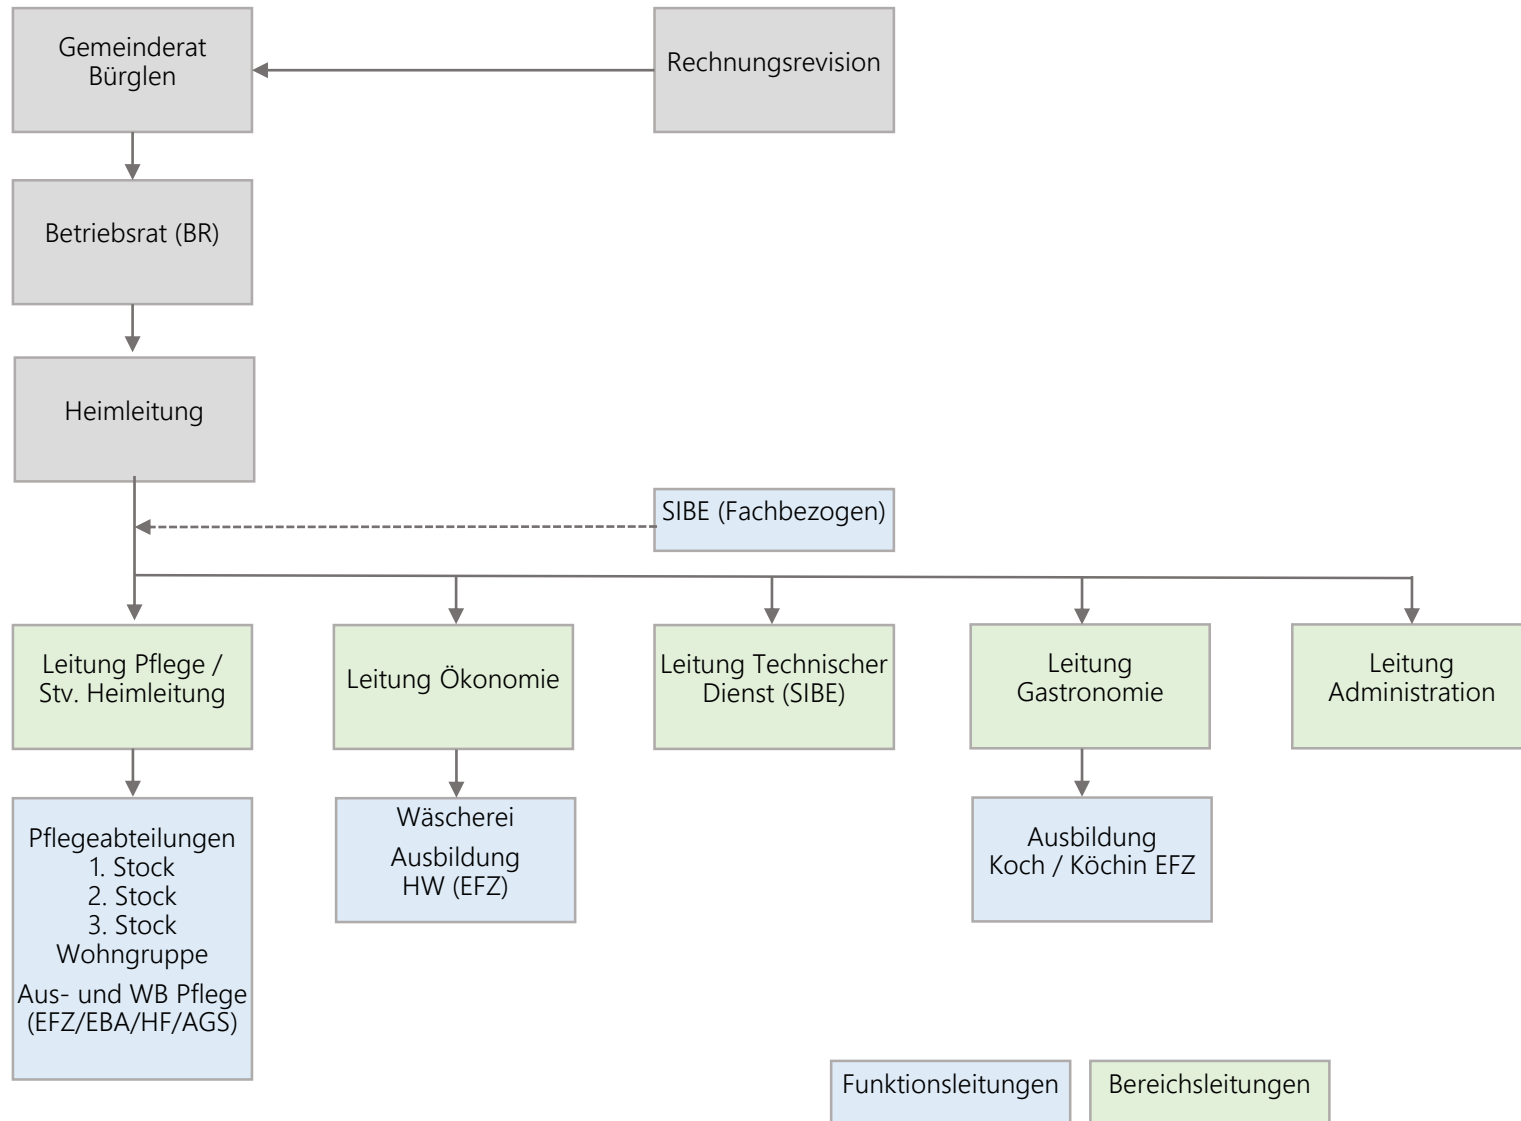 Gemeinderat
Bürglen
Rechnungsrevision
Betriebsrat (BR)
Heimleitung
SIBE (Fachbezogen)
Leitung Pflege /
Stv. Heimleitung
Leitung Ökonomie
Leitung Technischer
Dienst (SIBE)
Leitung
Gastronomie
Leitung
Administration
Pflegeabteilungen
1. Stock
2. Stock
3. Stock
Wohngruppe
Aus- und WB Pflege
(EFZ/EBA/HF/AGS)
Wäscherei
Ausbildung
HW (EFZ)
Ausbildung
Koch / Köchin EFZ
Funktionsleitungen
Bereichsleitungen